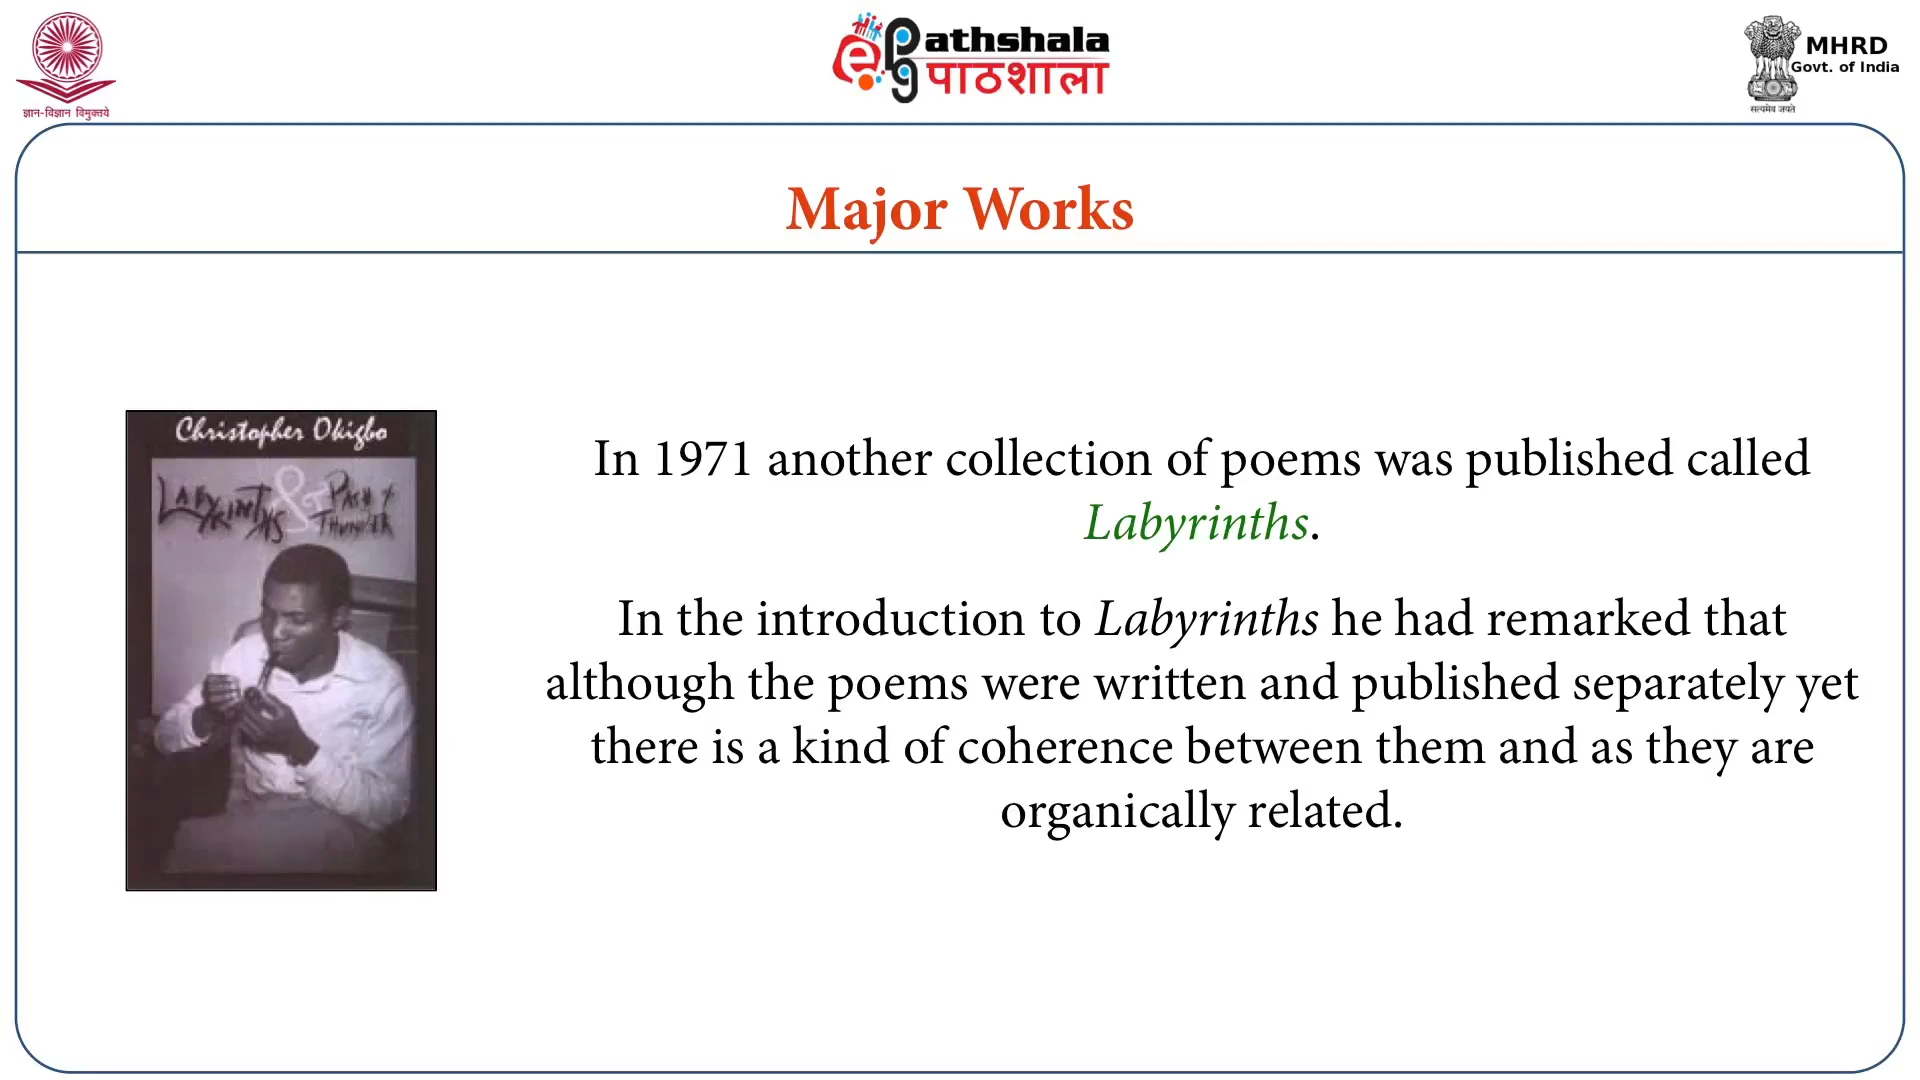 ज्ञान-विज्ञान विमुक्तये
ePG Pathshala
पाठशाला
MHRD
Govt. of India
सत्यमेव जयते
Major Works
Christopher Okigbo
LABYRINTHS & PATH OF THUNDER
In 1971 another collection of poems was published called
Labyrinths.
In the introduction to Labyrinths he had remarked that
although the poems were written and published separately yet
there is a kind of coherence between them and as they are
organically related.